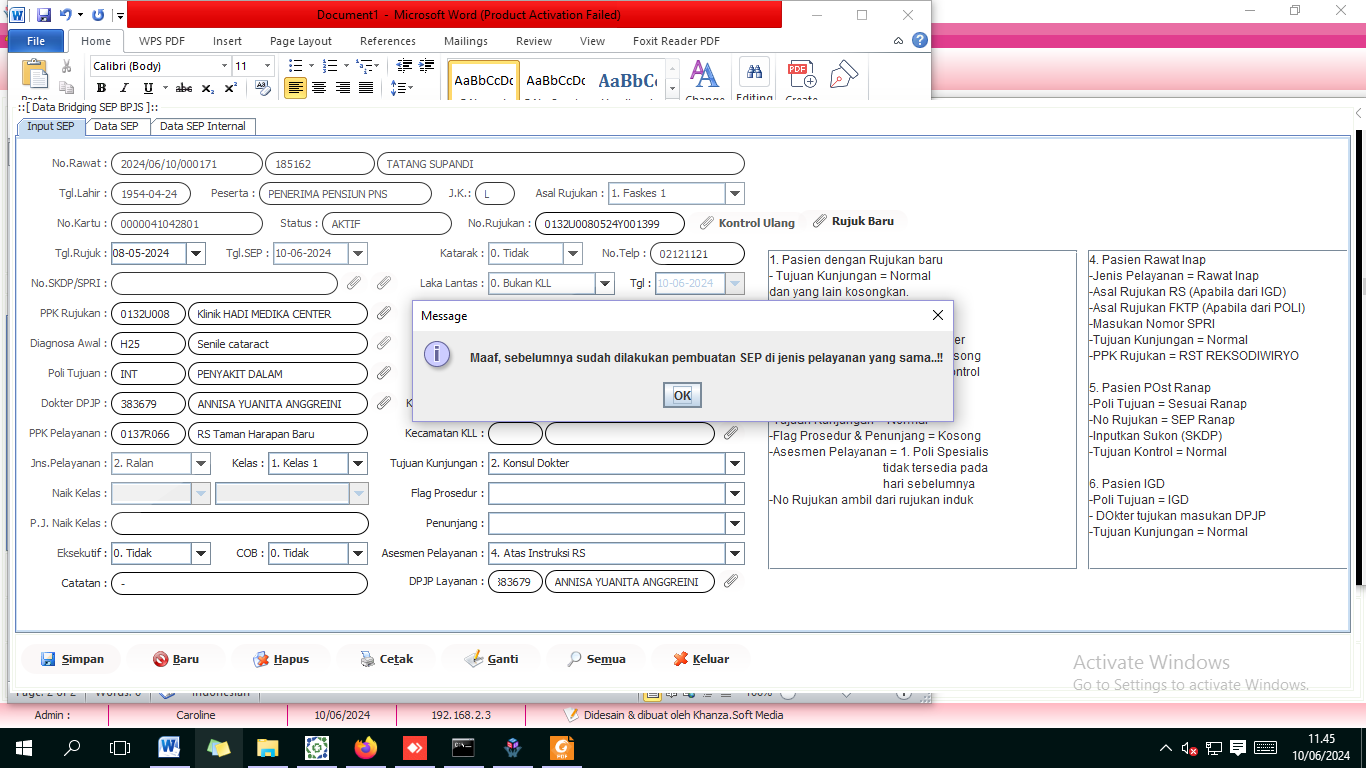 Document1 - Microsoft Word (Product Activation Failed)
File Home WPS PDF Insert Page Layout References Mailings Review View Foxit Reader PDF
Calibri (Body) 11
AaBbCcDc AaBbCcDc AaBbCc
B I U abc x₂ x²
Editing
::[ Data Bridging SEP BPJS ]::
Input SEP Data SEP Data SEP Internal
No.Rawat : 2024/06/10/000171 185162 TATANG SUPANDI
Tgl.Lahir : 1954-04-24 Peserta : PENERIMA PENSIUN PNS J.K.: L Asal Rujukan : 1. Faskes 1
No.Kartu : 0000041042801 Status : AKTIF No.Rujukan : 0132U0080524Y001399 Kontrol Ulang Rujuk Baru
Tgl.Rujuk : 08-05-2024 Tgl.SEP : 10-06-2024 Katarak : 0. Tidak No.Telp : 02121121
No.SKDP/SPRI : Laka Lantas : 0. Bukan KLL Tgl : 10-06-2024
PPK Rujukan : 0132U008 Klinik HADI MEDIKA CENTER
Diagnosa Awal : H25 Senile cataract
Poli Tujuan : INT PENYAKIT DALAM
Dokter DPJP : 383679 ANNISA YUANITA ANGGREINI
PPK Pelayanan : 0137R066 RS Taman Harapan Baru Kecamatan KLL :
Jns.Pelayanan : 2. Ralan Kelas : 1. Kelas 1 Tujuan Kunjungan : 2. Konsul Dokter
Naik Kelas : Flag Prosedur :
P.J. Naik Kelas : Penunjang :
Eksekutif : 0. Tidak COB : 0. Tidak Asesmen Pelayanan : 4. Atas Instruksi RS
Catatan : - DPJP Layanan : 383679 ANNISA YUANITA ANGGREINI
1. Pasien dengan Rujukan baru
- Tujuan Kunjungan = Normal
dan yang lain kosongkan.
-Flag Prosedur & Penunjang = Kosong
-Asesmen Pelayanan = 1. Poli Spesialis
tidak tersedia pada
hari sebelumnya
-No Rujukan ambil dari rujukan induk
4. Pasien Rawat Inap
-Jenis Pelayanan = Rawat Inap
-Asal Rujukan RS (Apabila dari IGD)
-Asal Rujukan FKTP (Apabila dari POLI)
-Masukan Nomor SPRI
-Tujuan Kunjungan = Normal
-PPK Rujukan = RST REKSODIWIRYO
5. Pasien POst Ranap
-Poli Tujuan = Sesuai Ranap
-No Rujukan = SEP Ranap
-Inputkan Sukon (SKDP)
-Tujuan Kontrol = Normal
6. Pasien IGD
-Poli Tujuan = IGD
- DOkter tujukan masukan DPJP
-Tujuan Kunjungan = Normal
Message
Maaf, sebelumnya sudah dilakukan pembuatan SEP di jenis pelayanan yang sama..!!
OK
Simpan Baru Hapus Cetak Ganti Semua Keluar
Activate Windows
Go to Settings to activate Windows.
Admin : Caroline 10/06/2024 192.168.2.3 Didesain & dibuat oleh Khanza.Soft Media
11.45
10/06/2024